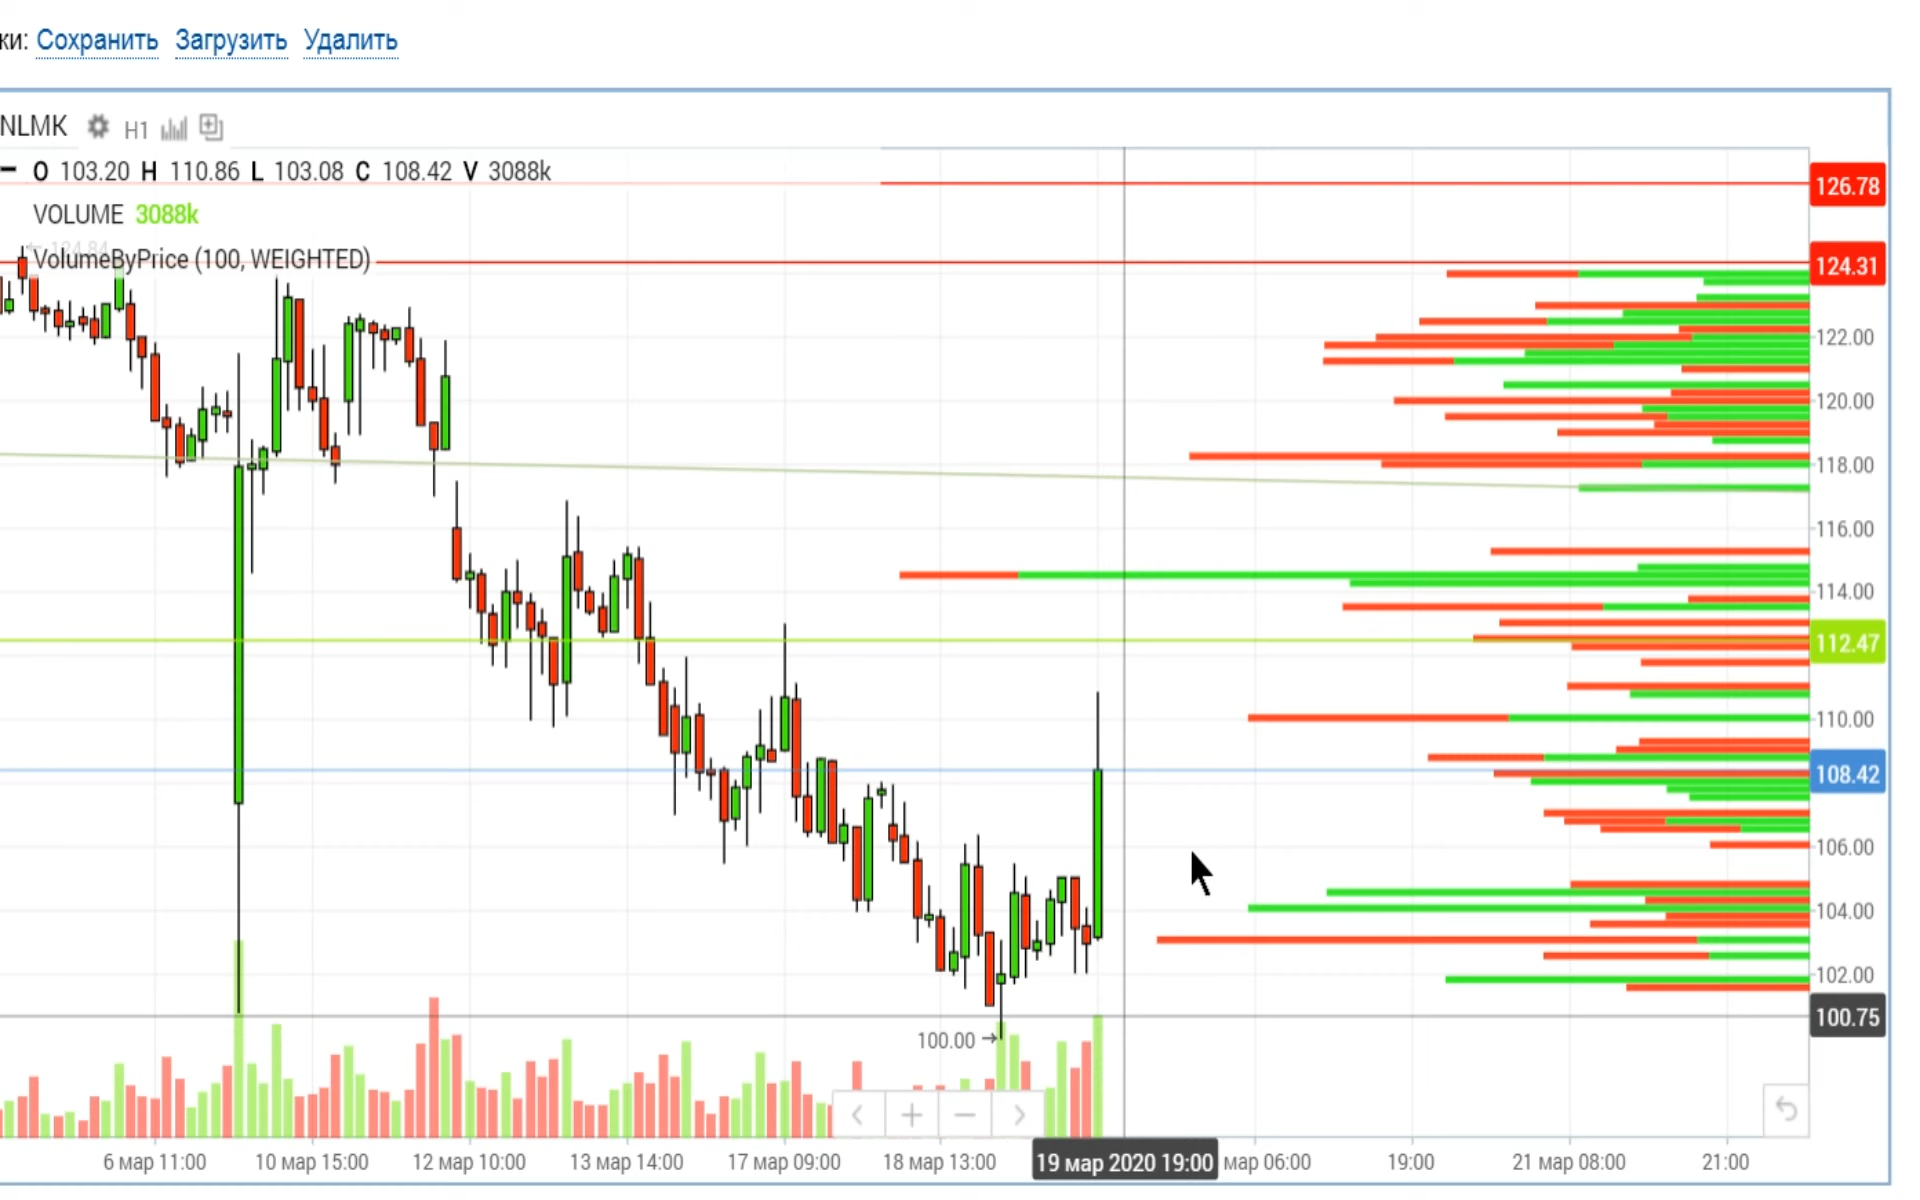 ки: Сохранить Загрузить Удалить
NLMK H1
O 103.20 H 110.86 L 103.08 C 108.42 V 3088k
126.78
VOLUME 3088k
124.84
VolumeByPrice (100, WEIGHTED)
124.31
122.00
120.00
118.00
116.00
114.00
112.47
110.00
108.42
106.00
104.00
102.00
100.75
100.00
6 мар 11:00 10 мар 15:00 12 мар 10:00 13 мар 14:00 17 мар 09:00 18 мар 13:00 19 мар 2020 19:00 мар 06:00 19:00 21 мар 08:00 21:00